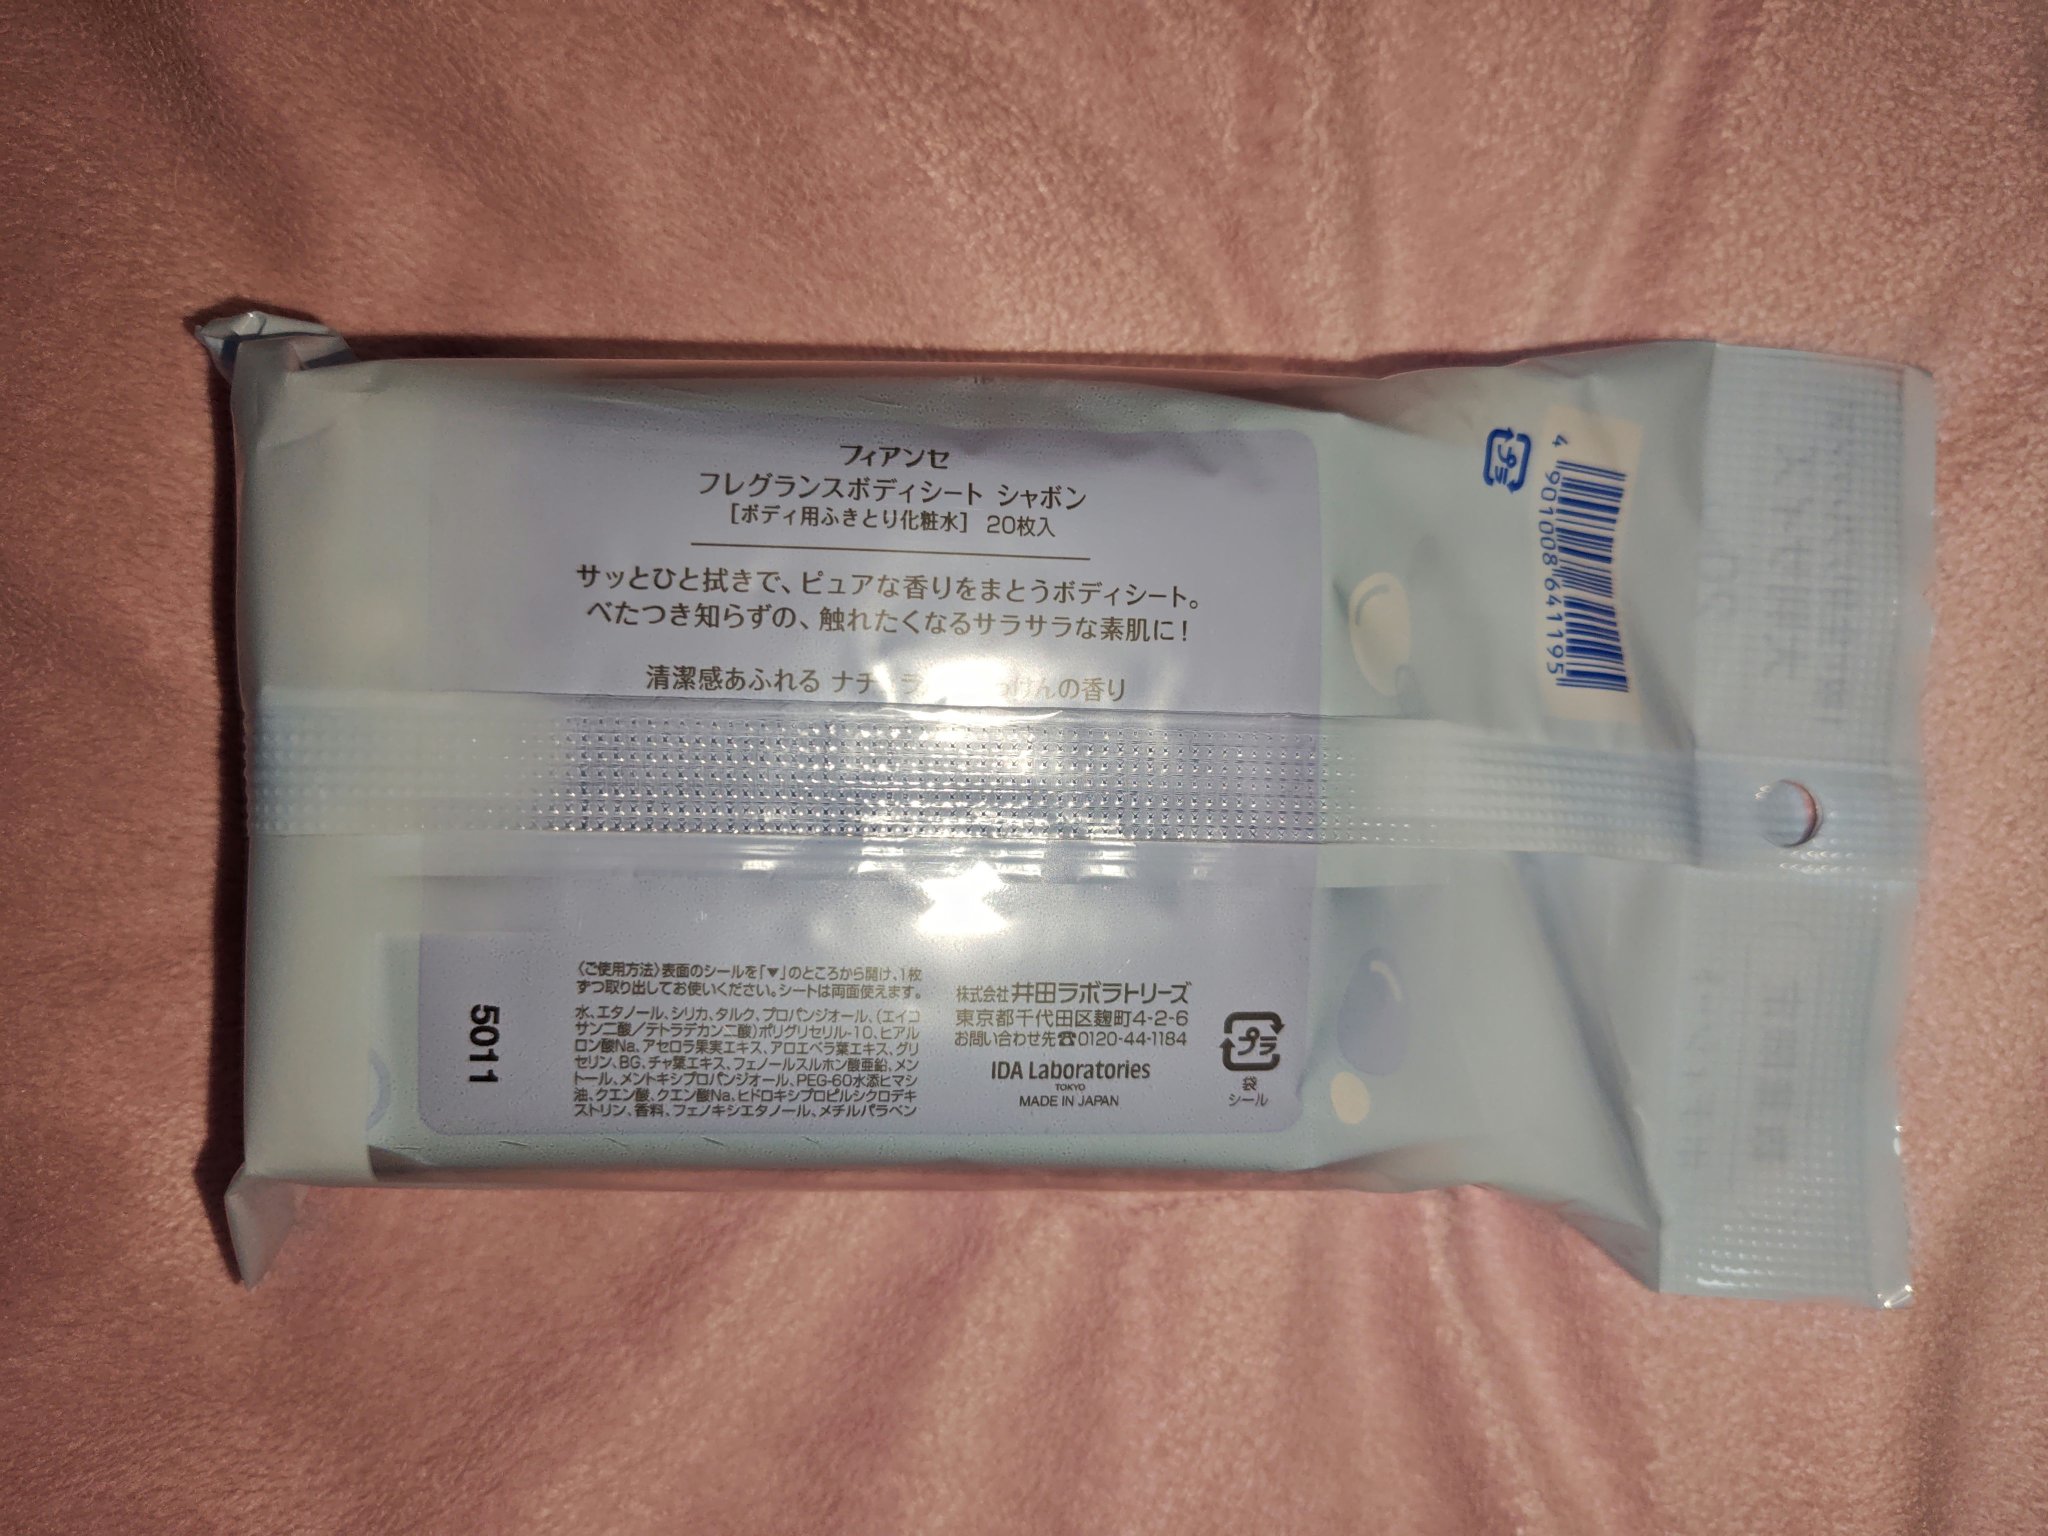 フィアンセ
フレグランスボディシート シャボン
［ボディ用ふきとり化粧水］ 20枚入
サッとひと拭きで、ピュアな香りをまとうボディシート。
べたつき知らずの、触れたくなるサラサラな素肌に！
清潔感あふれる ナチュラ けんの香り
〈ご使用方法〉表面のシールを「▼」のところから開け、1枚
ずつ取り出してお使いください。シートは両面使えます。
水、エタノール、シリカ、タルク、プロパンジオール、（エイコ
サン二酸／テトラデカン二酸）ポリグリセリル-10、ヒアル
ロン酸Na、アセロラ果実エキス、アロエベラ葉エキス、グリ
セリン、BG、チャ葉エキス、フェノールスルホン酸亜鉛、メン
トール、メントキシプロパンジオール、PEG-60水添ヒマシ
油、クエン酸、クエン酸Na、ヒドロキシプロピルシクロデキ
ストリン、香料、フェノキシエタノール、メチルパラベン
株式会社 井田ラボラトリーズ
東京都千代田区麹町4-2-6
お問い合わせ先☎0120-44-1184
IDA Laboratories
TOKYO
MADE IN JAPAN
プラ
袋
シール
5011
プラ
4 901008 641195